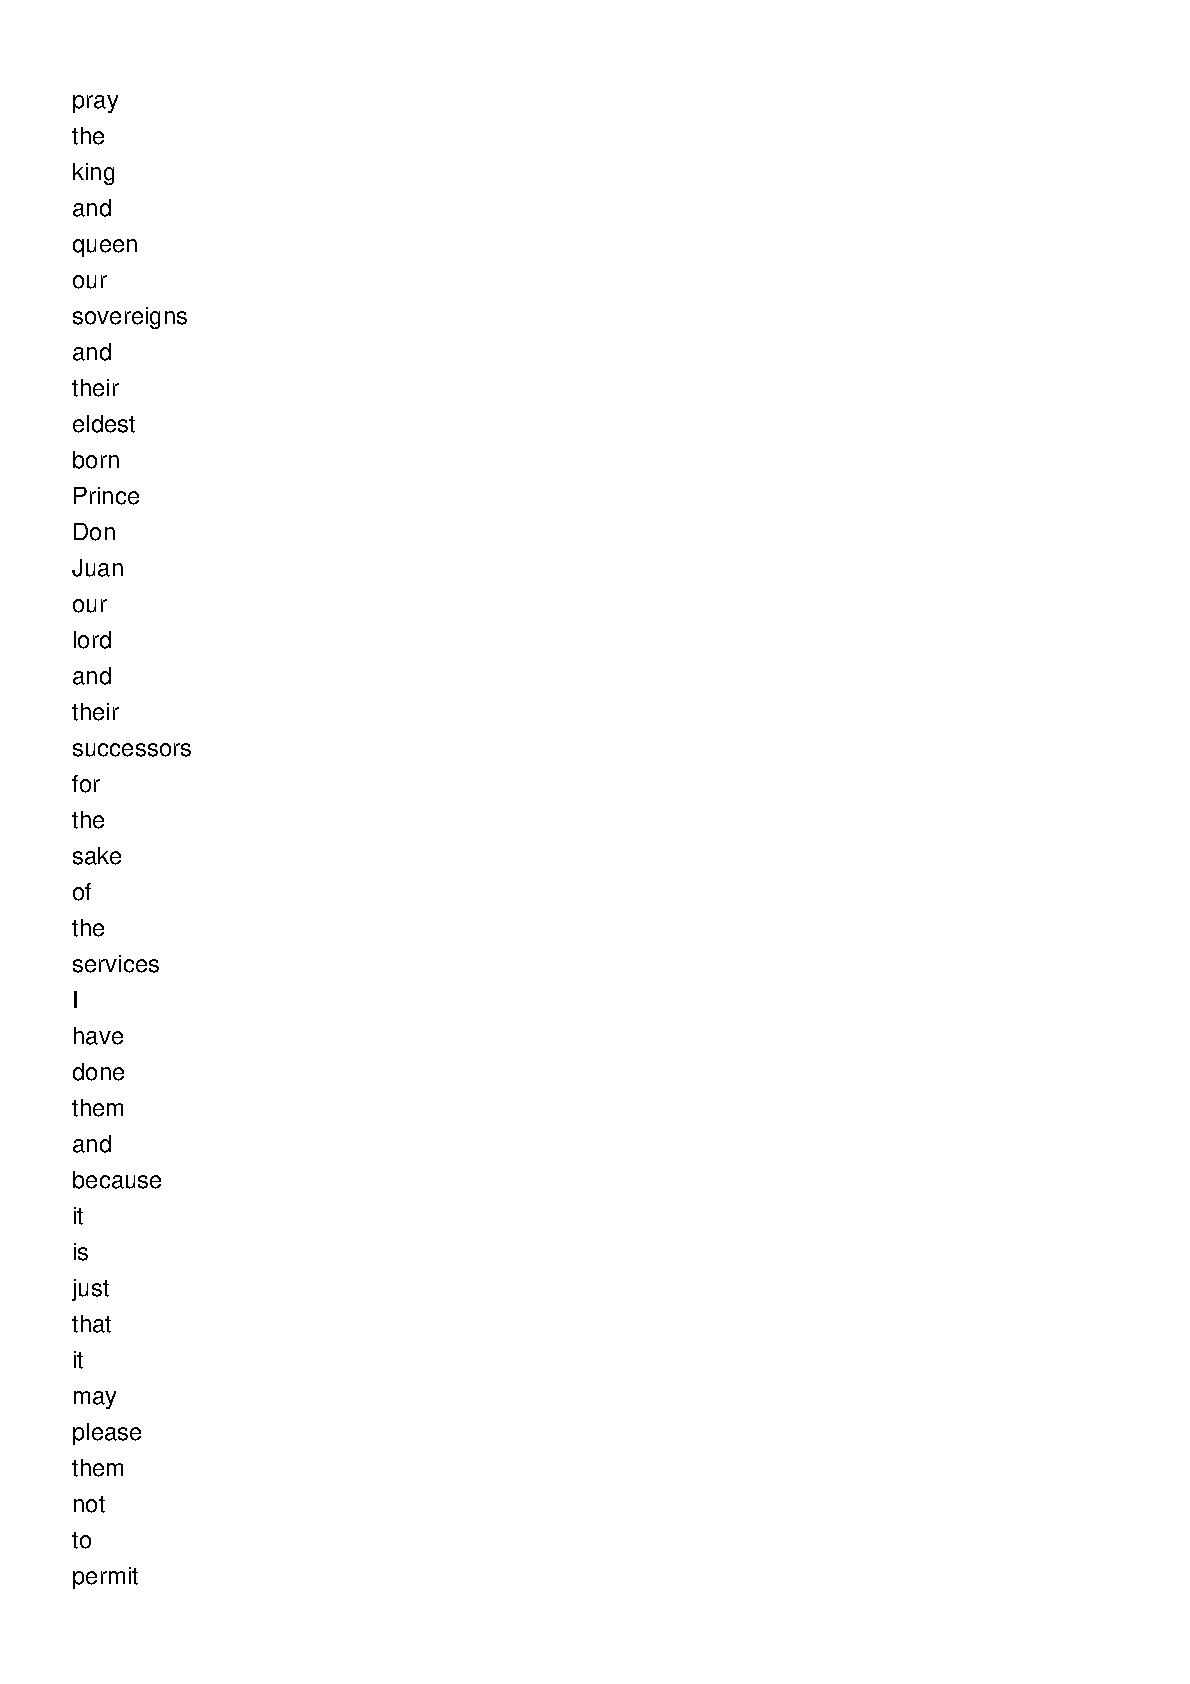 pray
the
king
and
queen
our
sovereigns
and
their
eldest
born
Prince
Don
Juan
our
lord
and
their
successors
for
the
sake
of
the
services
I
have
done
them
and
because
it
is
just
that
it
may
please
them
not
to
permit